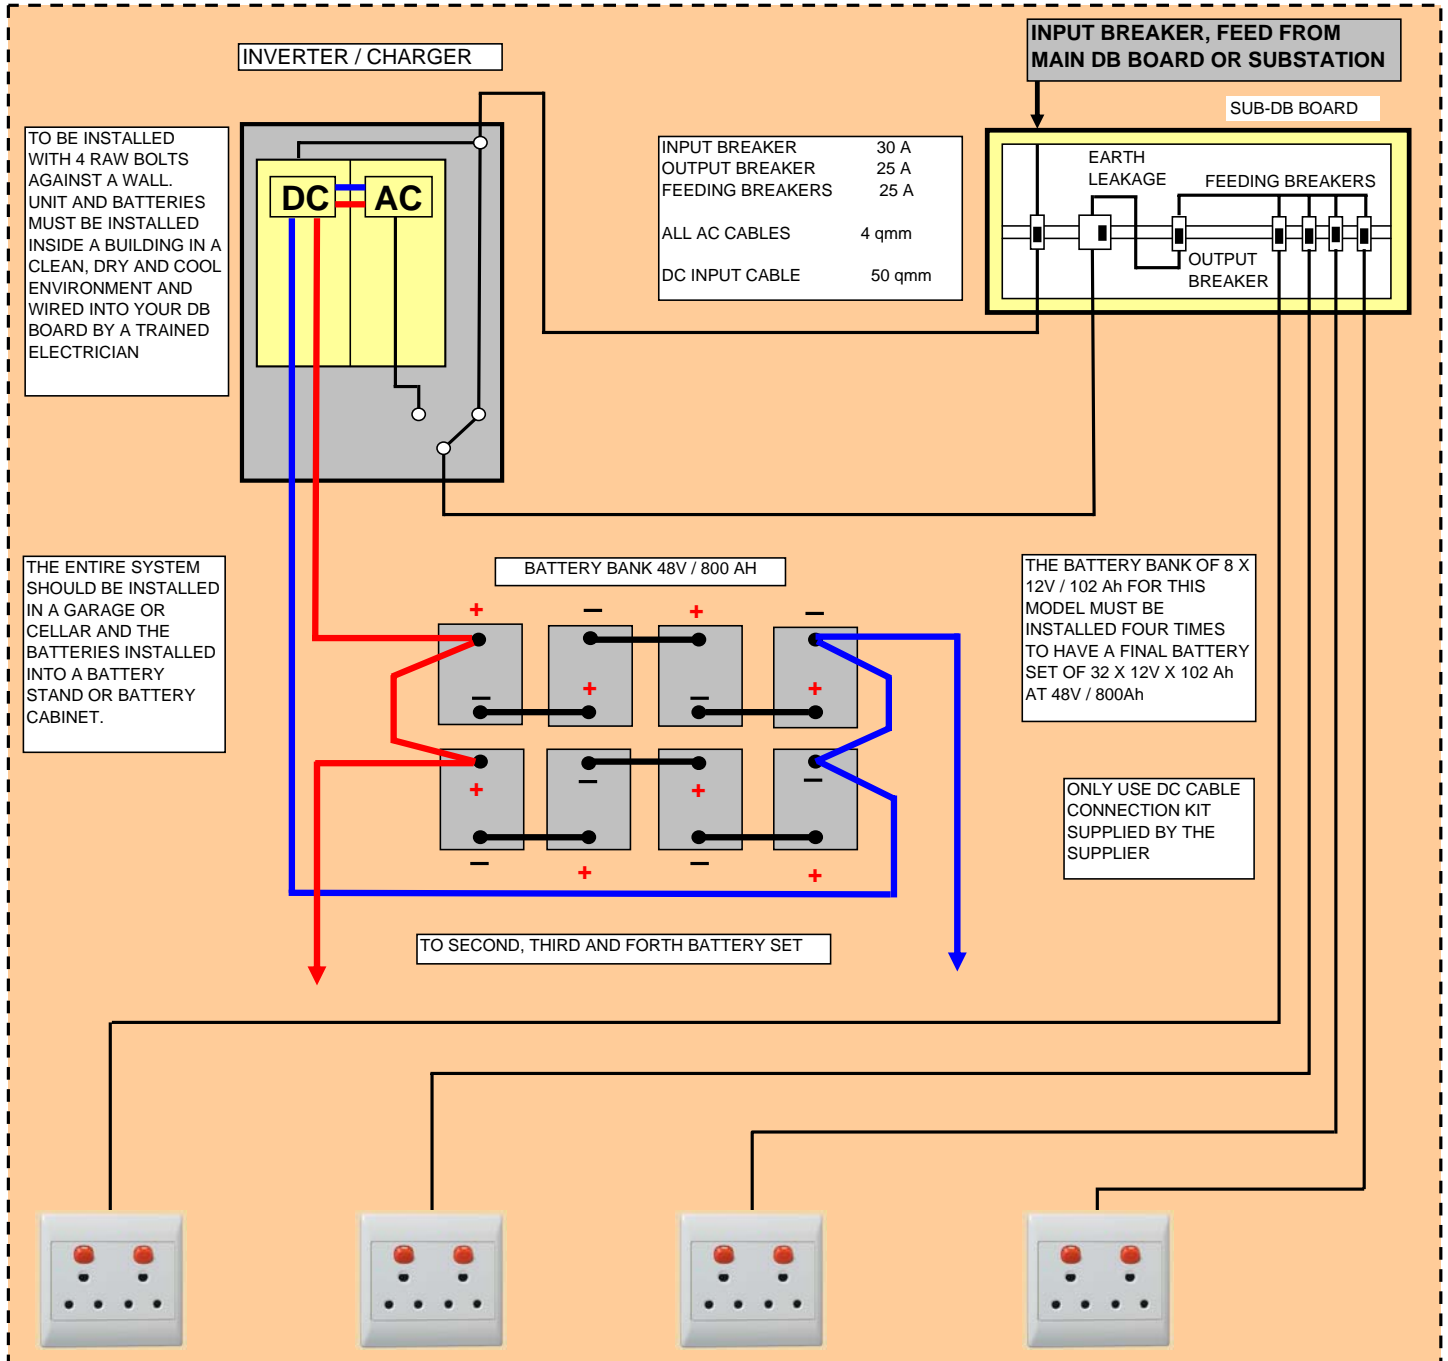 INPUT BREAKER, FEED FROM
MAIN DB BOARD OR SUBSTATION
INVERTER / CHARGER
SUB-DB BOARD
TO BE INSTALLED
WITH 4 RAW BOLTS
AGAINST A WALL.
UNIT AND BATTERIES
MUST BE INSTALLED
INSIDE A BUILDING IN A
CLEAN, DRY AND COOL
ENVIRONMENT AND
WIRED INTO YOUR DB
BOARD BY A TRAINED
ELECTRICIAN
DC
AC
INPUT BREAKER 30 A
OUTPUT BREAKER 25 A
FEEDING BREAKERS 25 A
ALL AC CABLES 4 qmm
DC INPUT CABLE 50 qmm
EARTH
LEAKAGE
FEEDING BREAKERS
OUTPUT
BREAKER
THE ENTIRE SYSTEM
SHOULD BE INSTALLED
IN A GARAGE OR
CELLAR AND THE
BATTERIES INSTALLED
INTO A BATTERY
STAND OR BATTERY
CABINET.
BATTERY BANK 48V / 800 AH
+ – + –
– + – +
+ – + –
– + – +
THE BATTERY BANK OF 8 X
12V / 102 Ah FOR THIS
MODEL MUST BE
INSTALLED FOUR TIMES
TO HAVE A FINAL BATTERY
SET OF 32 X 12V X 102 Ah
AT 48V / 800Ah
ONLY USE DC CABLE
CONNECTION KIT
SUPPLIED BY THE
SUPPLIER
TO SECOND, THIRD AND FORTH BATTERY SET